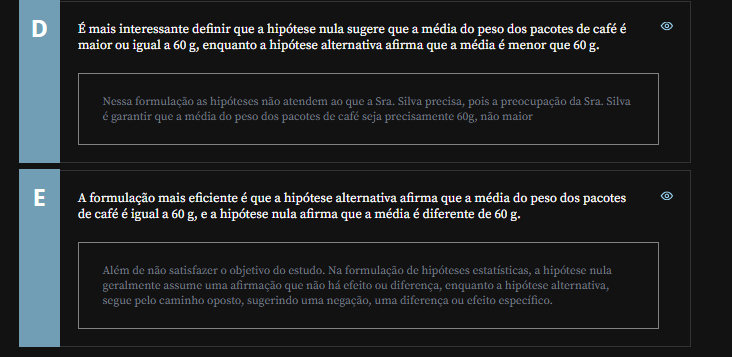 D
É mais interessante definir que a hipótese nula sugere que a média do peso dos pacotes de café é
maior ou igual a 60 g, enquanto a hipótese alternativa afirma que a média é menor que 60 g.
Nessa formulação as hipóteses não atendem ao que a Sra. Silva precisa, pois a preocupação da Sra. Silva
é garantir que a média do peso dos pacotes de café seja precisamente 60g, não maior
E
A formulação mais eficiente é que a hipótese alternativa afirma que a média do peso dos pacotes
de café é igual a 60 g, e a hipótese nula afirma que a média é diferente de 60 g.
Além de não satisfazer o objetivo do estudo. Na formulação de hipóteses estatísticas, a hipótese nula
geralmente assume uma afirmação que não há efeito ou diferença, enquanto a hipótese alternativa,
segue pelo caminho oposto, sugerindo uma negação, uma diferença ou efeito específico.